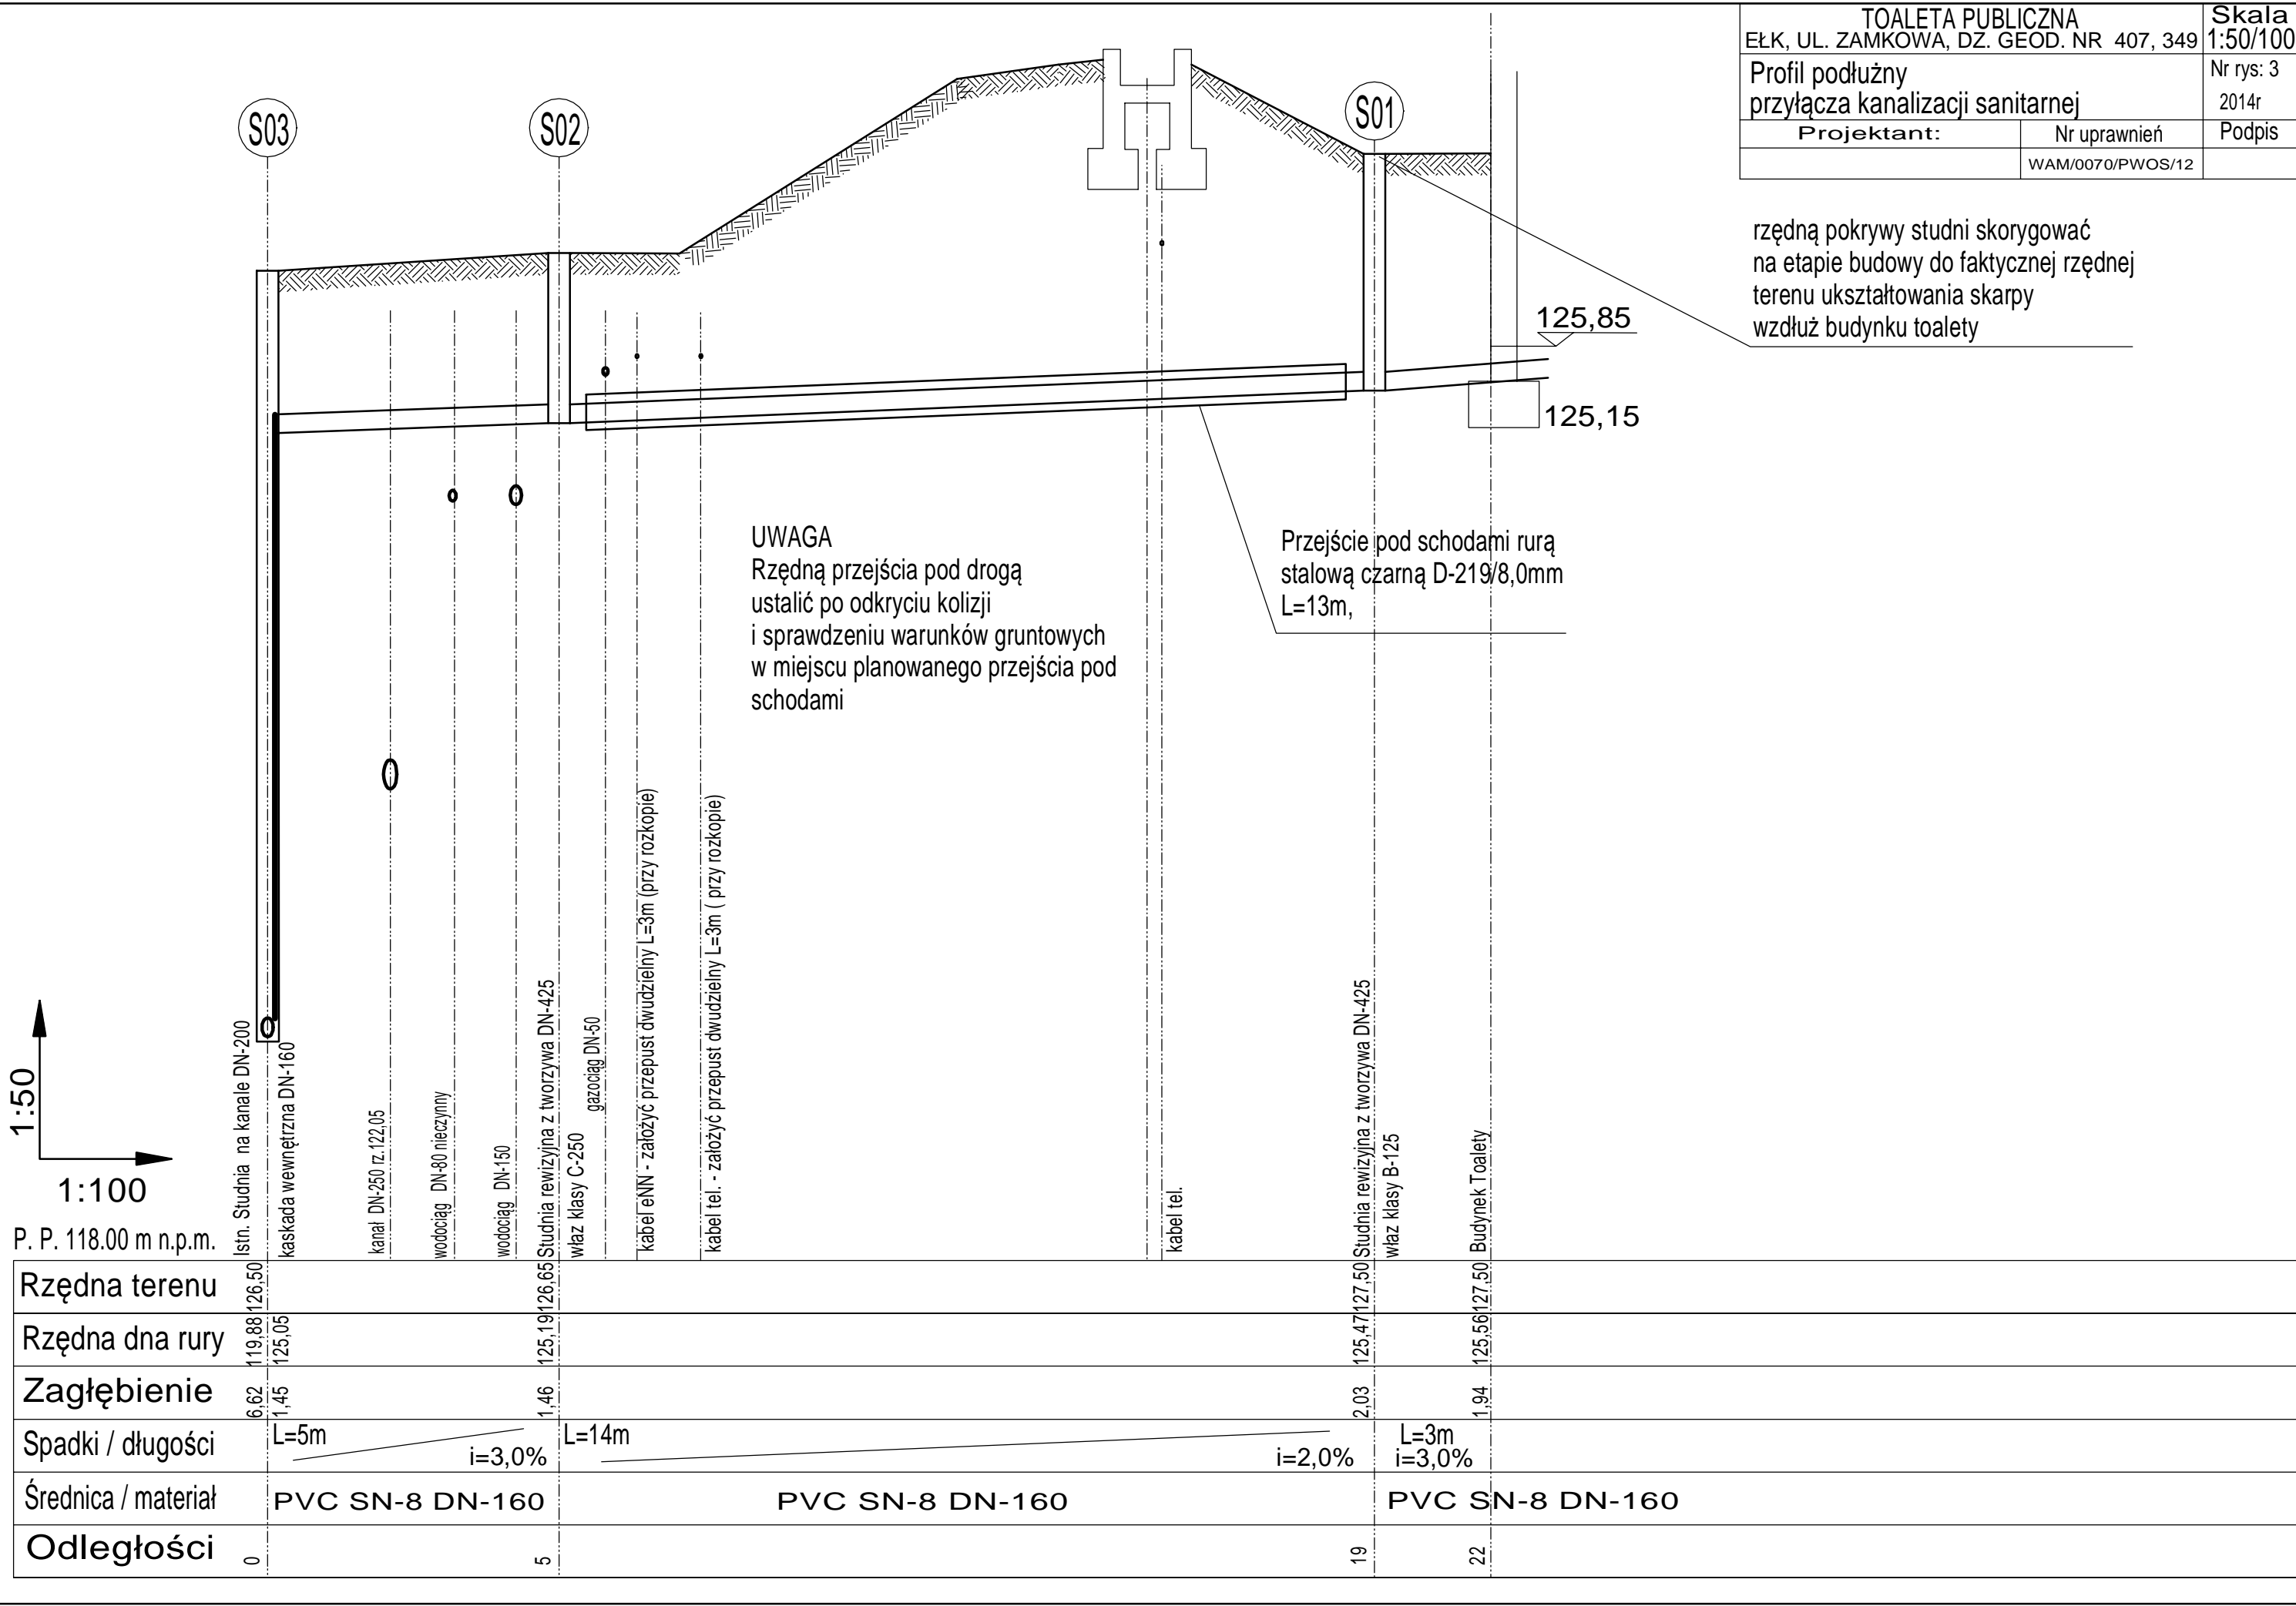 TOALETA PUBLICZNA
EŁK, UL. ZAMKOWA, DZ. GEOD. NR 407, 349
Skala
1:50/100
Profil podłużny
przyłącza kanalizacji sanitarnej
Nr rys: 3
2014r
Projektant:
Nr uprawnień
Podpis
WAM/0070/PWOS/12
S03
S02
S01
rzędną pokrywy studni skorygować
na etapie budowy do faktycznej rzędnej
terenu ukształtowania skarpy
wzdłuż budynku toalety
125,85
125,15
UWAGA
Rzędną przejścia pod drogą
ustalić po odkryciu kolizji
i sprawdzeniu warunków gruntowych
w miejscu planowanego przejścia pod
schodami
Przejście pod schodami rurą
stalową czarną D-219/8,0mm
L=13m,
1:50
1:100
P. P. 118.00 m n.p.m.
Istn. Studnia na kanale DN-200
kaskada wewnętrzna DN-160
kanał DN-250 rz.122,05
wodociąg DN-80 nieczynny
wodociąg DN-150
Studnia rewizyjna z tworzywa DN-425
właz klasy C-250
gazociąg DN-50
kabel eNN - założyć przepust dwudzielny L=3m (przy rozkopie)
kabel tel. - założyć przepust dwudzielny L=3m ( przy rozkopie)
kabel tel.
Studnia rewizyjna z tworzywa DN-425
właz klasy B-125
Budynek Toalety
Rzędna terenu
126,50
126,65
127,50
127,50
Rzędna dna rury
119,88
125,05
125,19
125,47
125,56
Zagłębienie
6,62
1,45
1,46
2,03
1,94
Spadki / długości
L=5m
i=3,0%
L=14m
i=2,0%
L=3m
i=3,0%
Średnica / materiał
PVC SN-8 DN-160
PVC SN-8 DN-160
PVC SN-8 DN-160
Odległości
0
5
19
22